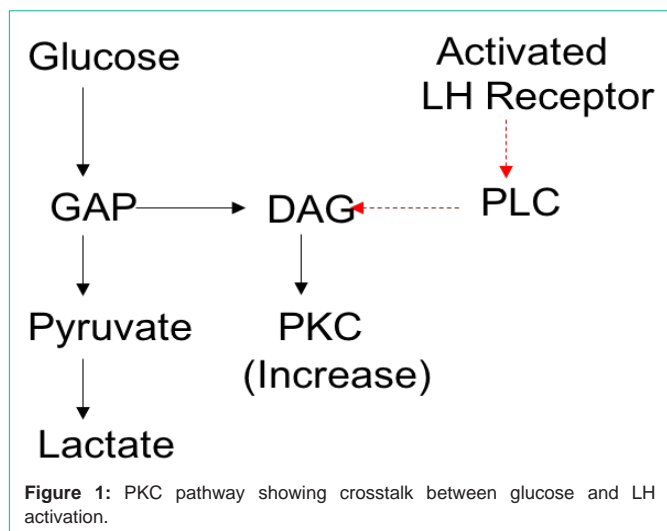 Glucose
Activated
LH Receptor
GAP
DAG
PLC
Pyruvate
PKC
(Increase)
Lactate
Figure 1: PKC pathway showing crosstalk between glucose and LH
activation.